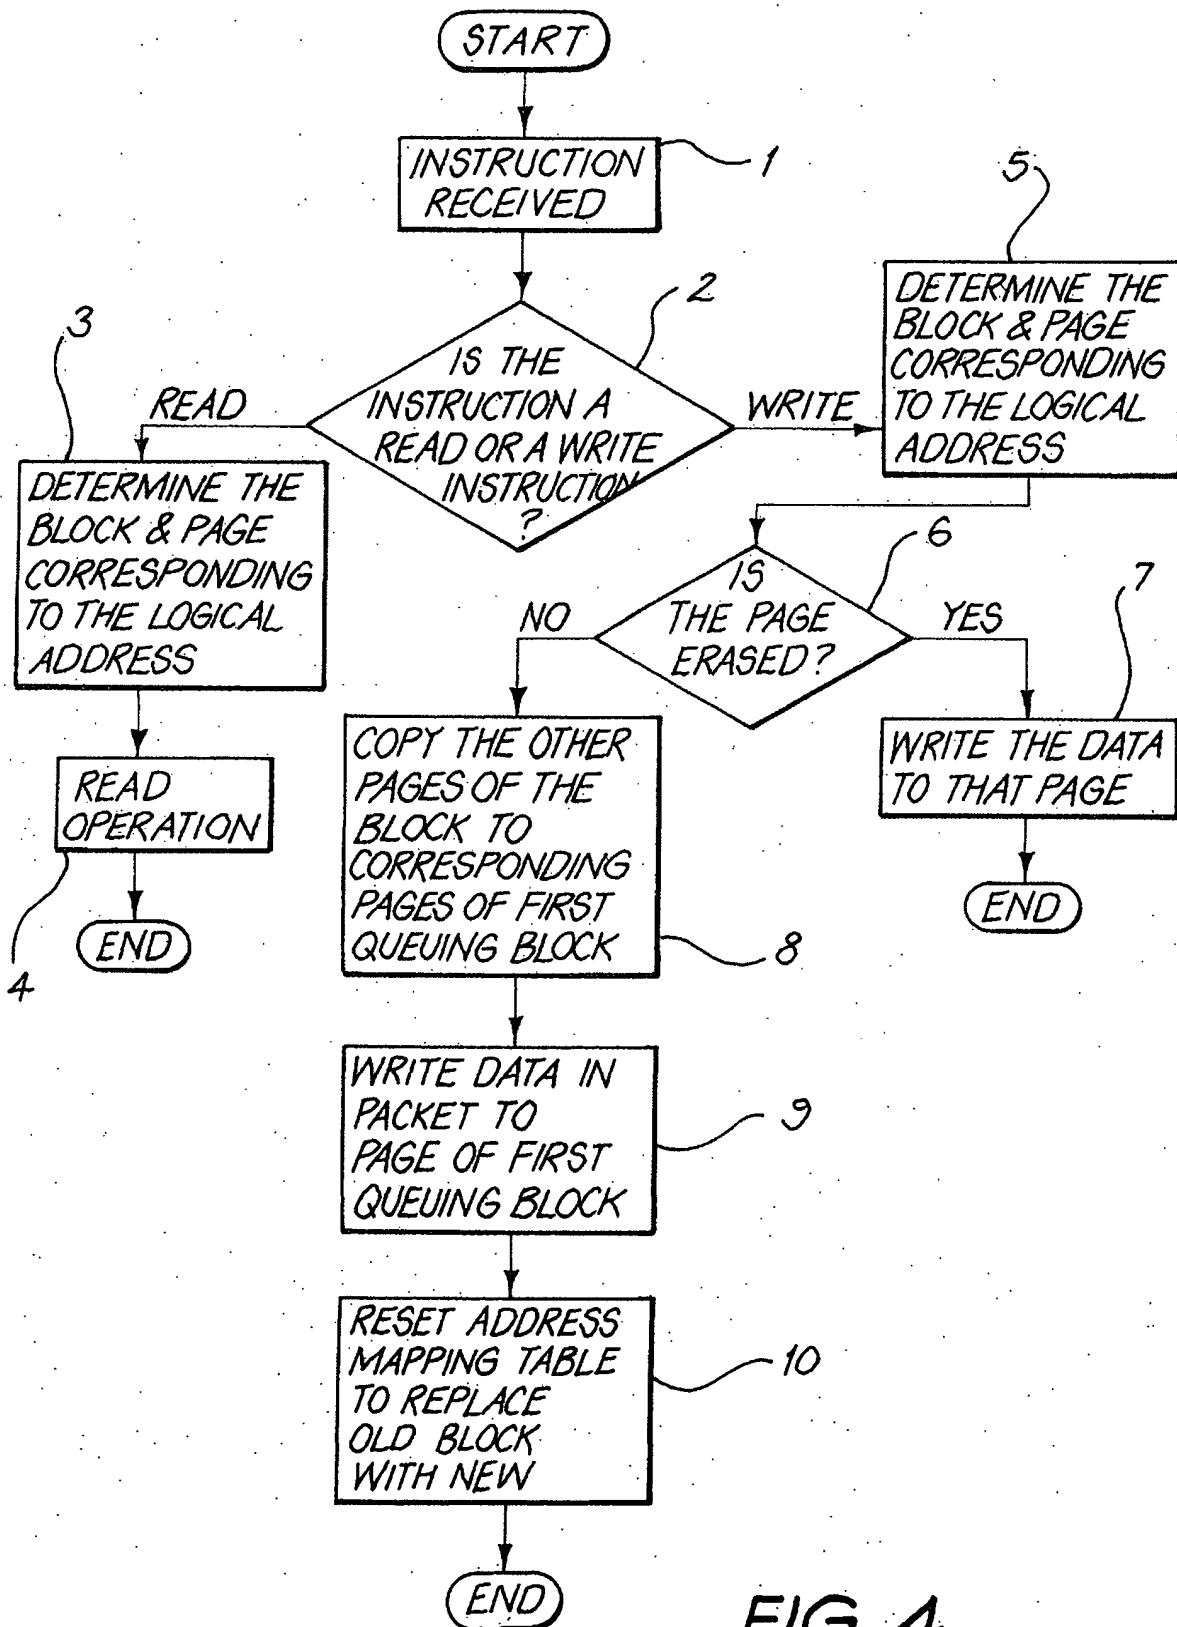 START
INSTRUCTION
RECEIVED
1
IS THE
INSTRUCTION A
READ OR A WRITE
INSTRUCTION
?
2
READ
WRITE
3
DETERMINE THE
BLOCK & PAGE
CORRESPONDING
TO THE LOGICAL
ADDRESS
READ
OPERATION
4
END
5
DETERMINE THE
BLOCK & PAGE
CORRESPONDING
TO THE LOGICAL
ADDRESS
IS
THE PAGE
ERASED?
6
NO
YES
7
WRITE THE DATA
TO THAT PAGE
END
COPY THE OTHER
PAGES OF THE
BLOCK TO
CORRESPONDING
PAGES OF FIRST
QUEUING BLOCK
8
WRITE DATA IN
PACKET TO
PAGE OF FIRST
QUEUING BLOCK
9
RESET ADDRESS
MAPPING TABLE
TO REPLACE
OLD BLOCK
WITH NEW
10
END
FIG. 4